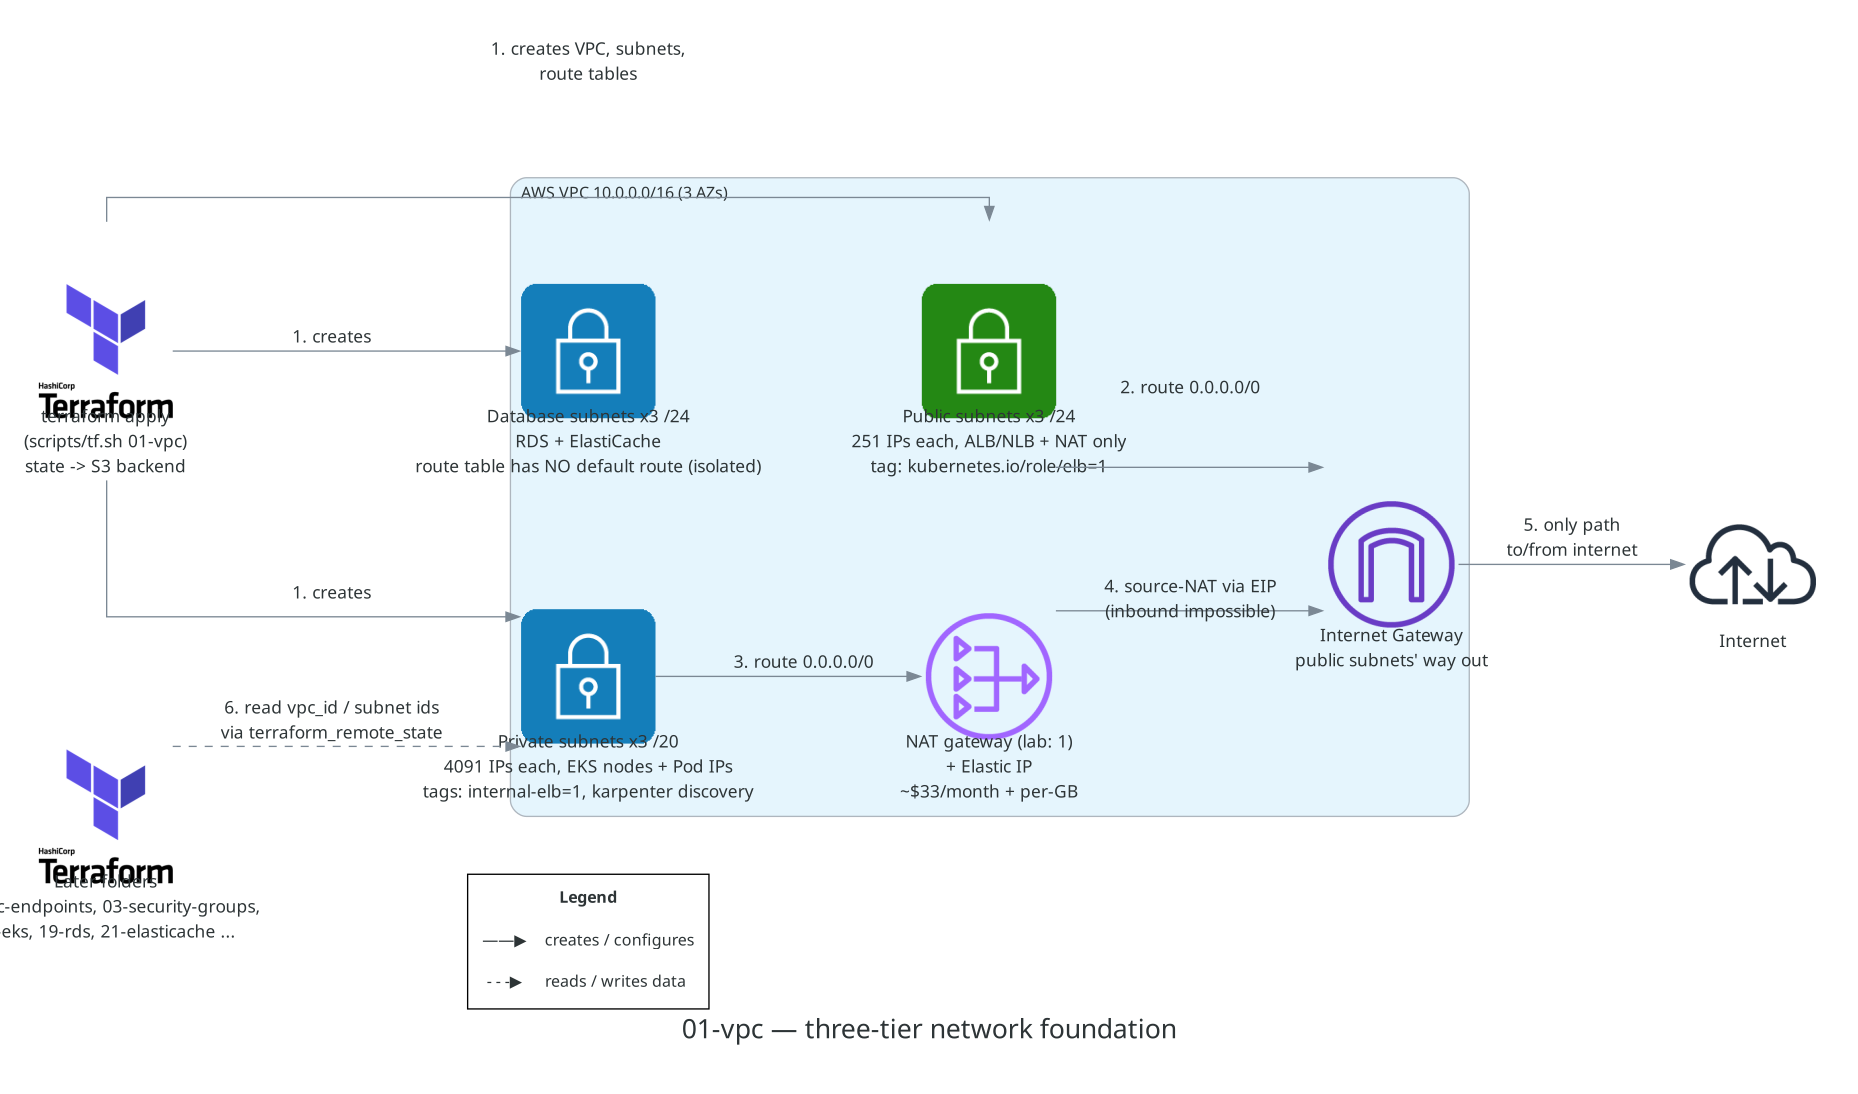 1. creates VPC, subnets,
route tables
AWS VPC 10.0.0.0/16 (3 AZs)
1. creates
HashiCorp
Terraform
terraform apply
(scripts/tf.sh 01-vpc)
state -> S3 backend
Database subnets x3 /24
RDS + ElastiCache
route table has NO default route (isolated)
Public subnets x3 /24
251 IPs each, ALB/NLB + NAT only
tag: kubernetes.io/role/elb=1
2. route 0.0.0.0/0
5. only path
to/from internet
1. creates
4. source-NAT via EIP
(inbound impossible)
Internet Gateway
public subnets' way out
Internet
3. route 0.0.0.0/0
6. read vpc_id / subnet ids
via terraform_remote_state
Private subnets x3 /20
4091 IPs each, EKS nodes + Pod IPs
tags: internal-elb=1, karpenter discovery
NAT gateway (lab: 1)
+ Elastic IP
~$33/month + per-GB
HashiCorp
Terraform
Later folders
c-endpoints, 03-security-groups,
eks, 19-rds, 21-elasticache ...
Legend
creates / configures
reads / writes data
01-vpc — three-tier network foundation